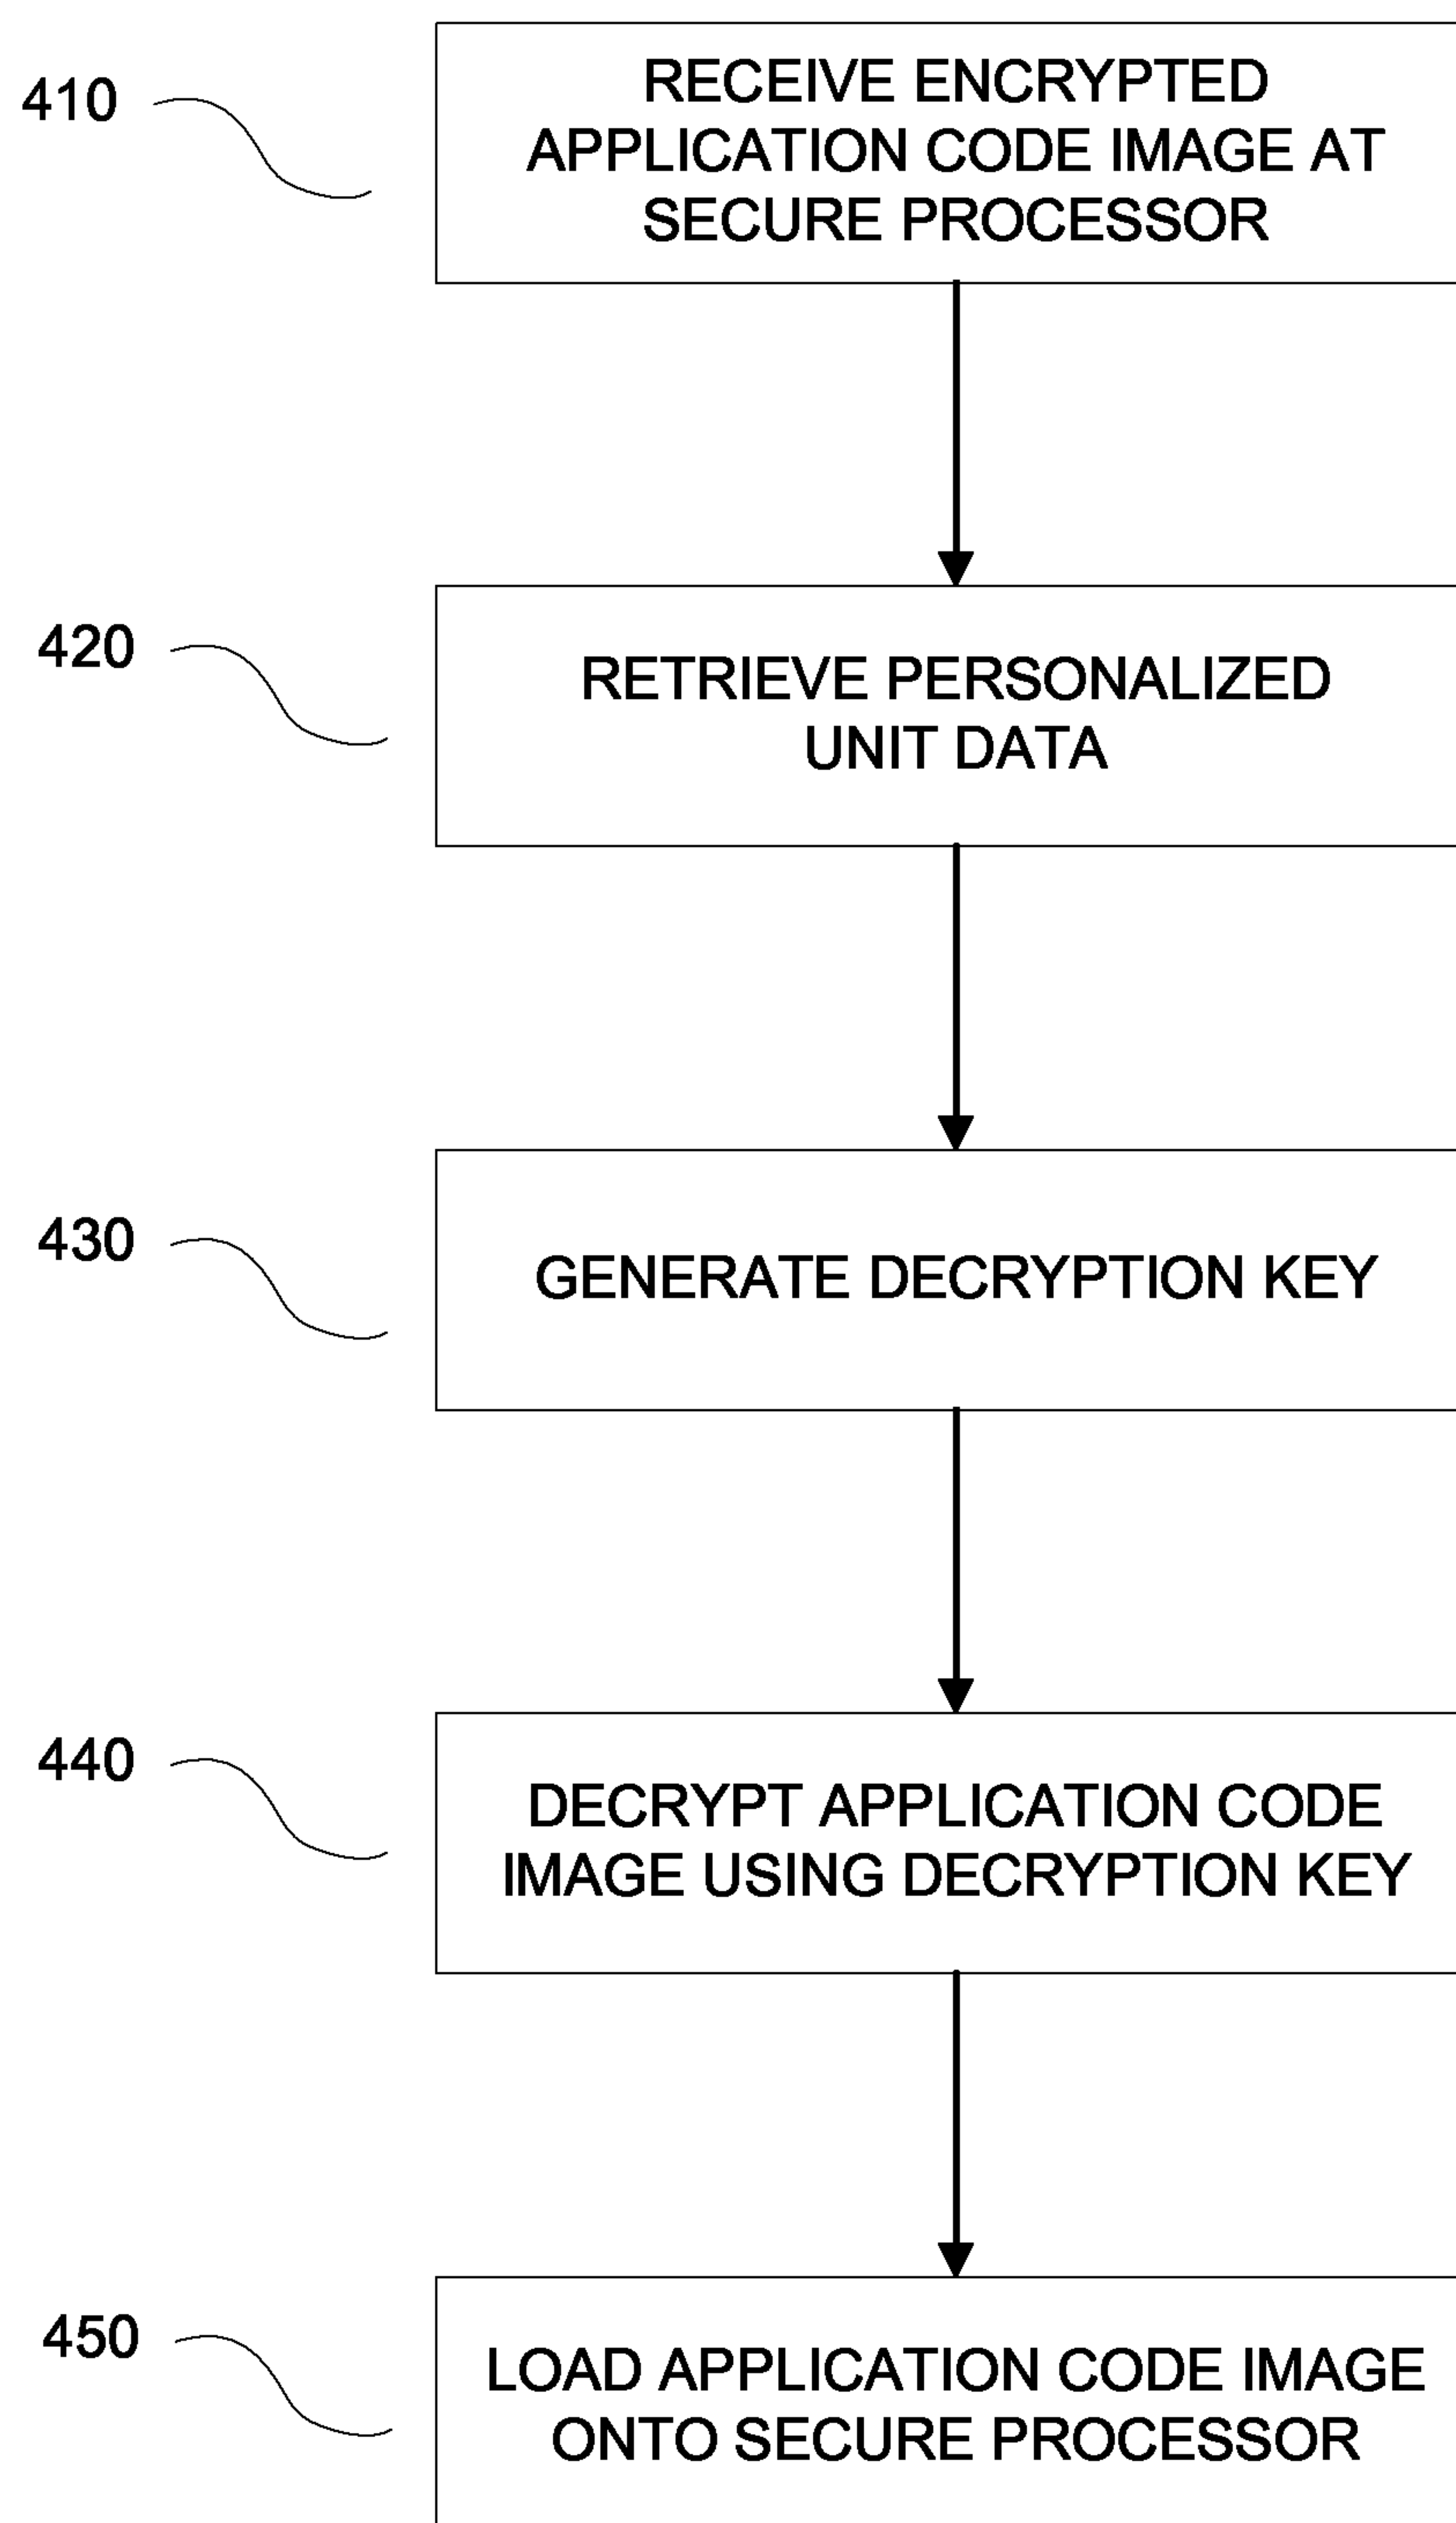 410
RECEIVE ENCRYPTED
APPLICATION CODE IMAGE AT
SECURE PROCESSOR
420
RETRIEVE PERSONALIZED
UNIT DATA
430
GENERATE DECRYPTION KEY
440
DECRYPT APPLICATION CODE
IMAGE USING DECRYPTION KEY
450
LOAD APPLICATION CODE IMAGE
ONTO SECURE PROCESSOR